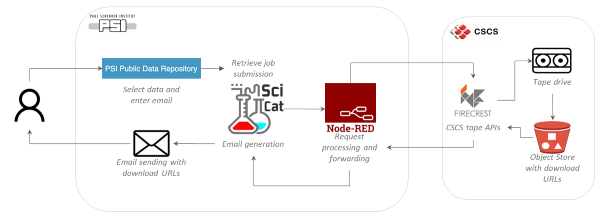 PAUL SCHERRER INSTITUT
PSI
CSCS
PSI Public Data Repository
Select data and
enter email
Retrieve job
submission
Sci
Cat
Email generation
Node-RED
Request
processing and
forwarding
Email sending with
download URLs
FIRECREST
CSCS tape APIs
Tape drive
Object Store
with download
URLs